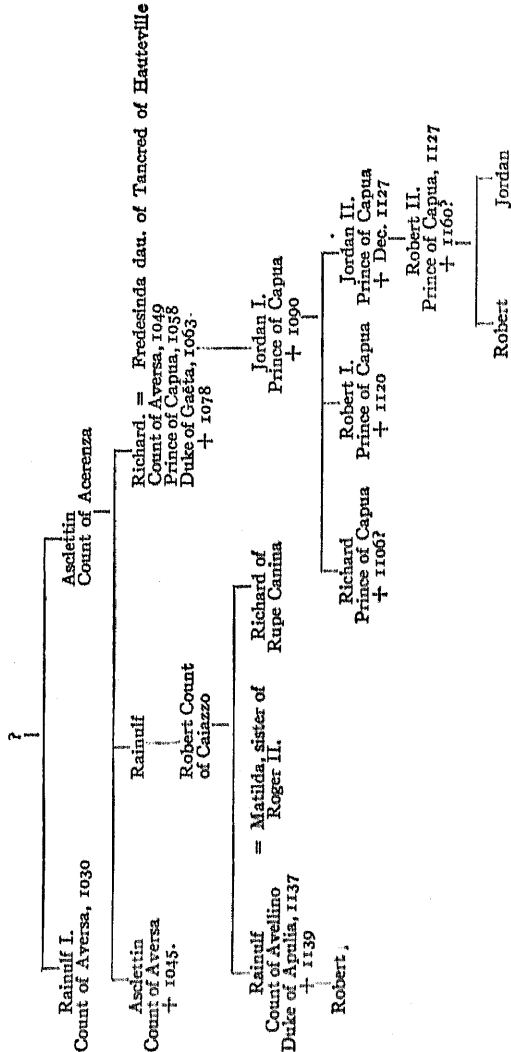 ?
Rainulf I.
Count of Aversa, 1030
Asclettin
Count of Acerenza
Asclettin
Count of Aversa
+ 1045.
Rainulf
Richard. = Fredesinda dau. of Tancred of Hauteville
Count of Aversa, 1049
Prince of Capua, 1058
Duke of Gaëta, 1063.
+ 1078
Robert Count
of Caiazzo
Jordan I.
Prince of Capua
+ 1090
Rainulf = Matilda, sister of
Count of Avellino Roger II.
Duke of Apulia, 1137
+ 1139
Richard of
Rupe Canina
Richard
Prince of Capua
+ 1106?
Robert I.
Prince of Capua
+ 1120
Jordan II.
Prince of Capua
+ Dec. 1127
Robert.
Robert II.
Prince of Capua, 1127
+ 1160?
Robert
Jordan